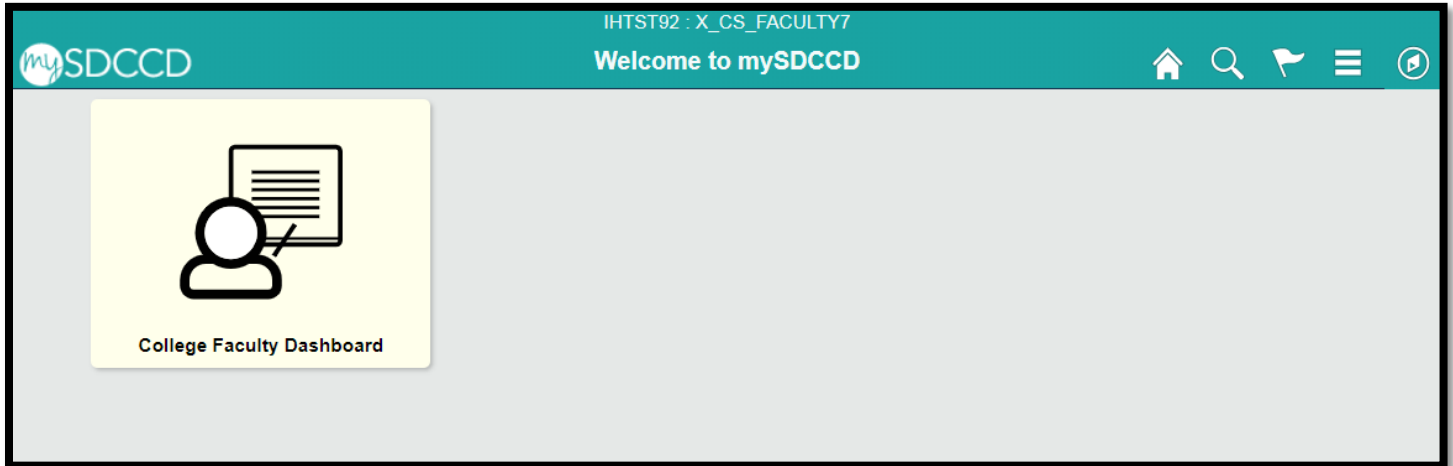 IHTST92 : X_CS_FACULTY7
mySDCCD
Welcome to mySDCCD
College Faculty Dashboard